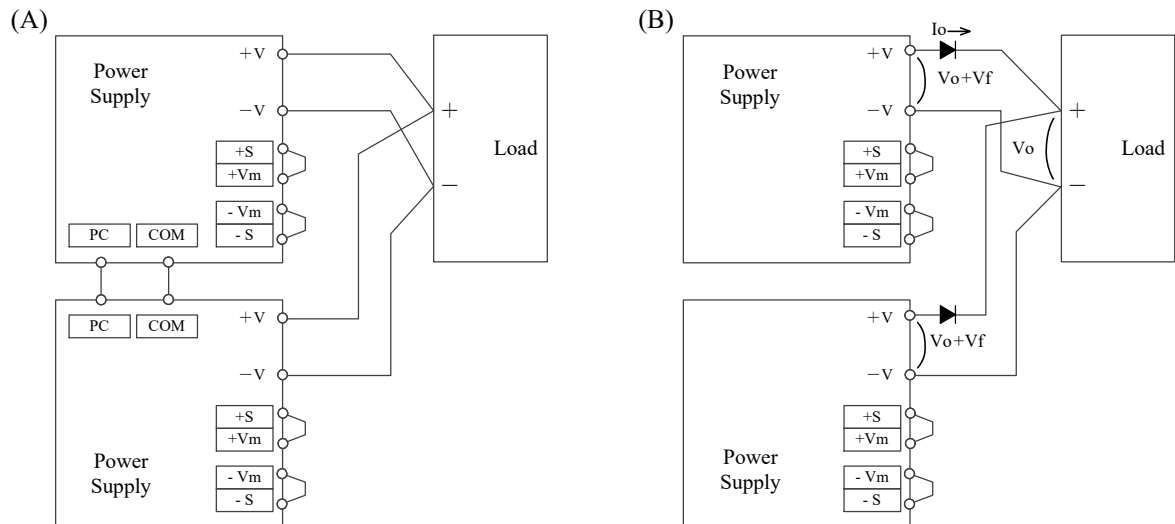 (A)
Power
Supply
+V
−V
+S
+Vm
- Vm
- S
PC
COM
+
−
Load
PC
COM
+V
−V
+S
+Vm
- Vm
- S
Power
Supply
(B)
Power
Supply
+V
−V
+S
+Vm
- Vm
- S
Io
Vo+Vf
+
Vo
−
Load
+V
Vo+Vf
−V
+S
+Vm
- Vm
- S
Power
Supply